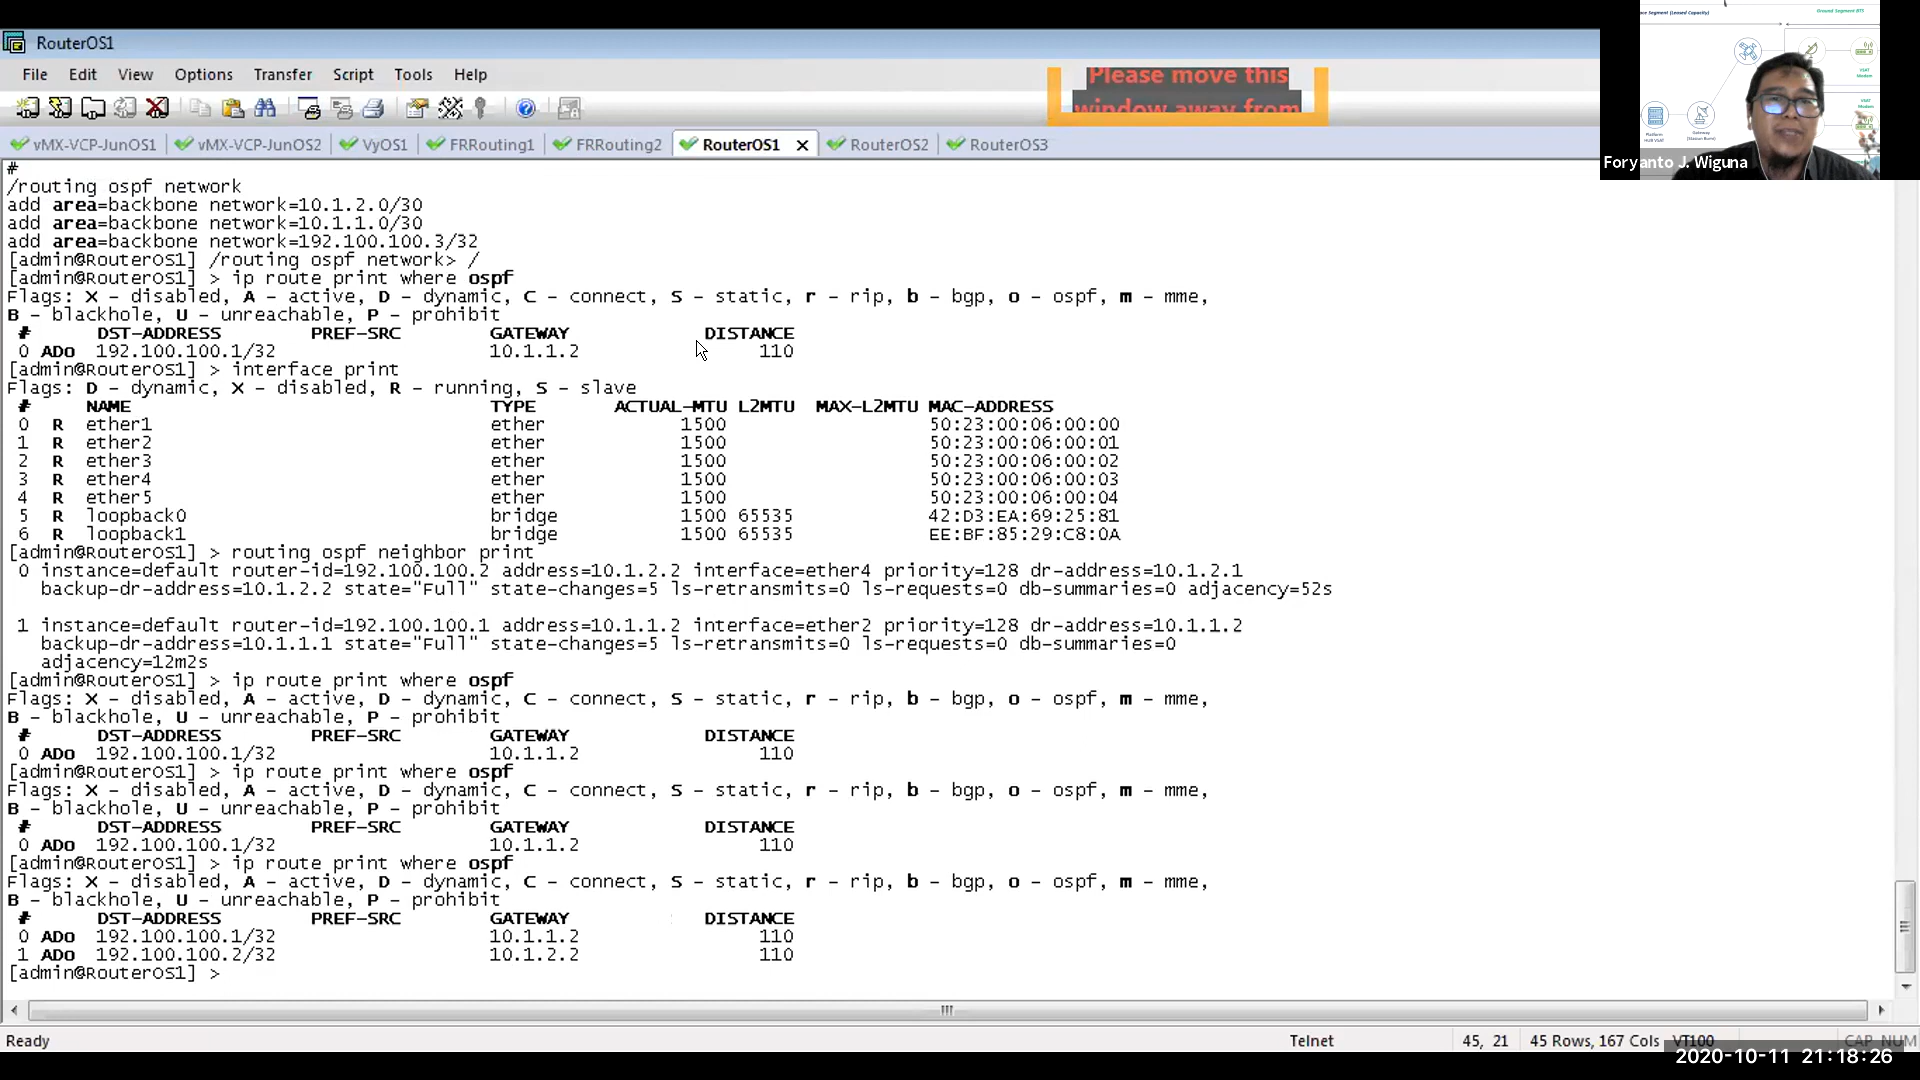 RouterOS1
File Edit View Options Transfer Script Tools Help
Please move this
window away from
vMX-VCP-JunOS1 vMX-VCP-JunOS2 VyOS1 FRRouting1 FRRouting2 RouterOS1 RouterOS2 RouterOS3
#
/routing ospf network
add area=backbone network=10.1.2.0/30
add area=backbone network=10.1.1.0/30
add area=backbone network=192.100.100.3/32
[admin@RouterOS1] /routing ospf network> /
[admin@RouterOS1] > ip route print where ospf
Flags: X - disabled, A - active, D - dynamic, C - connect, S - static, r - rip, b - bgp, o - ospf, m - mme,
B - blackhole, U - unreachable, P - prohibit
# DST-ADDRESS PREF-SRC GATEWAY DISTANCE
0 ADo 192.100.100.1/32 10.1.1.2 110
[admin@RouterOS1] > interface print
Flags: D - dynamic, X - disabled, R - running, S - slave
# NAME TYPE ACTUAL-MTU L2MTU MAX-L2MTU MAC-ADDRESS
0 R ether1 ether 1500 50:23:00:06:00:00
1 R ether2 ether 1500 50:23:00:06:00:01
2 R ether3 ether 1500 50:23:00:06:00:02
3 R ether4 ether 1500 50:23:00:06:00:03
4 R ether5 ether 1500 50:23:00:06:00:04
5 R loopback0 bridge 1500 65535 42:D3:EA:69:25:81
6 R loopback1 bridge 1500 65535 EE:BF:85:29:C8:0A
[admin@RouterOS1] > routing ospf neighbor print
0 instance=default router-id=192.100.100.2 address=10.1.2.2 interface=ether4 priority=128 dr-address=10.1.2.1
backup-dr-address=10.1.2.2 state="Full" state-changes=5 ls-retransmits=0 ls-requests=0 db-summaries=0 adjacency=52s
1 instance=default router-id=192.100.100.1 address=10.1.1.2 interface=ether2 priority=128 dr-address=10.1.1.2
backup-dr-address=10.1.1.1 state="Full" state-changes=5 ls-retransmits=0 ls-requests=0 db-summaries=0
adjacency=12m2s
[admin@RouterOS1] > ip route print where ospf
Flags: X - disabled, A - active, D - dynamic, C - connect, S - static, r - rip, b - bgp, o - ospf, m - mme,
B - blackhole, U - unreachable, P - prohibit
# DST-ADDRESS PREF-SRC GATEWAY DISTANCE
0 ADo 192.100.100.1/32 10.1.1.2 110
[admin@RouterOS1] > ip route print where ospf
Flags: X - disabled, A - active, D - dynamic, C - connect, S - static, r - rip, b - bgp, o - ospf, m - mme,
B - blackhole, U - unreachable, P - prohibit
# DST-ADDRESS PREF-SRC GATEWAY DISTANCE
0 ADo 192.100.100.1/32 10.1.1.2 110
[admin@RouterOS1] > ip route print where ospf
Flags: X - disabled, A - active, D - dynamic, C - connect, S - static, r - rip, b - bgp, o - ospf, m - mme,
B - blackhole, U - unreachable, P - prohibit
# DST-ADDRESS PREF-SRC GATEWAY DISTANCE
0 ADo 192.100.100.1/32 10.1.1.2 110
1 ADo 192.100.100.2/32 10.1.2.2 110
[admin@RouterOS1] >
Ready Telnet 45, 21 45 Rows, 167 Cols VT100 CAP NUM
2020-10-11 21:18:26
Segment (Leased Capacity)
Ground Segment BTS
VSAT
Modem
VSAT
Platform
HUB VSAT
Gateway
Foryanto J. Wiguna